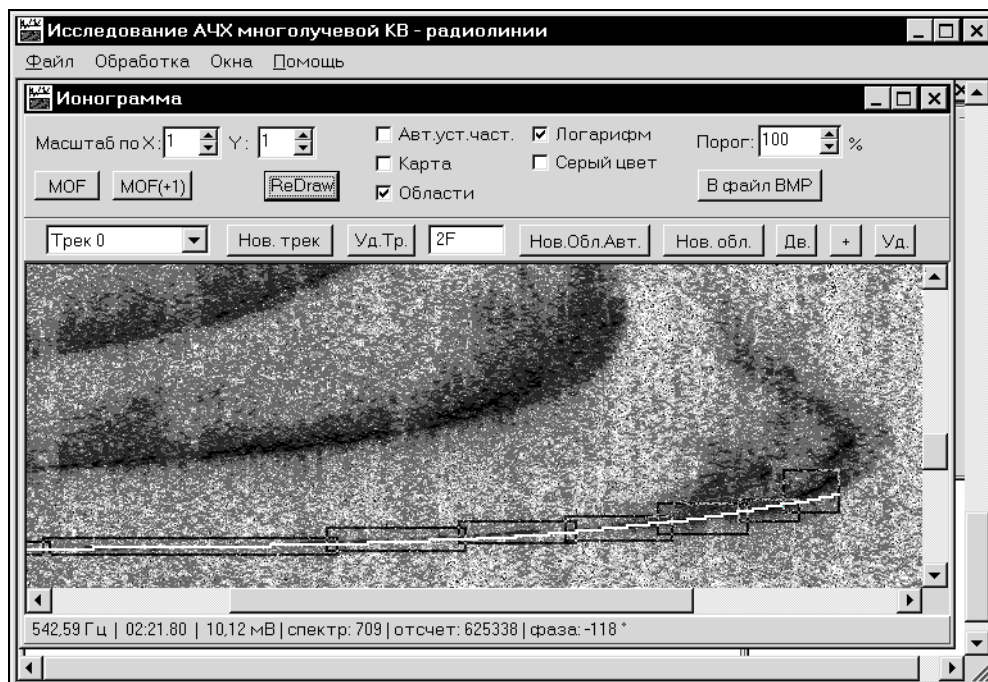 Исследование АЧХ многолучевой КВ - радиолинии
Файл Обработка Окна Помощь
Ионограмма
Масштаб по X: 1 Y: 1 Авт.уст.част. Логарифм Порог: 100 %
Карта Серый цвет
MOF MOF(+1) ReDraw Области В файл BMP
Трек 0 Нов. трек Уд.Тр. 2F Нов.Обл.Авт. Нов. обл. Дв. + Уд.
542,59 Гц | 02:21.80 | 10,12 мВ | спектр: 709 | отсчет: 625338 | фаза: -118 °